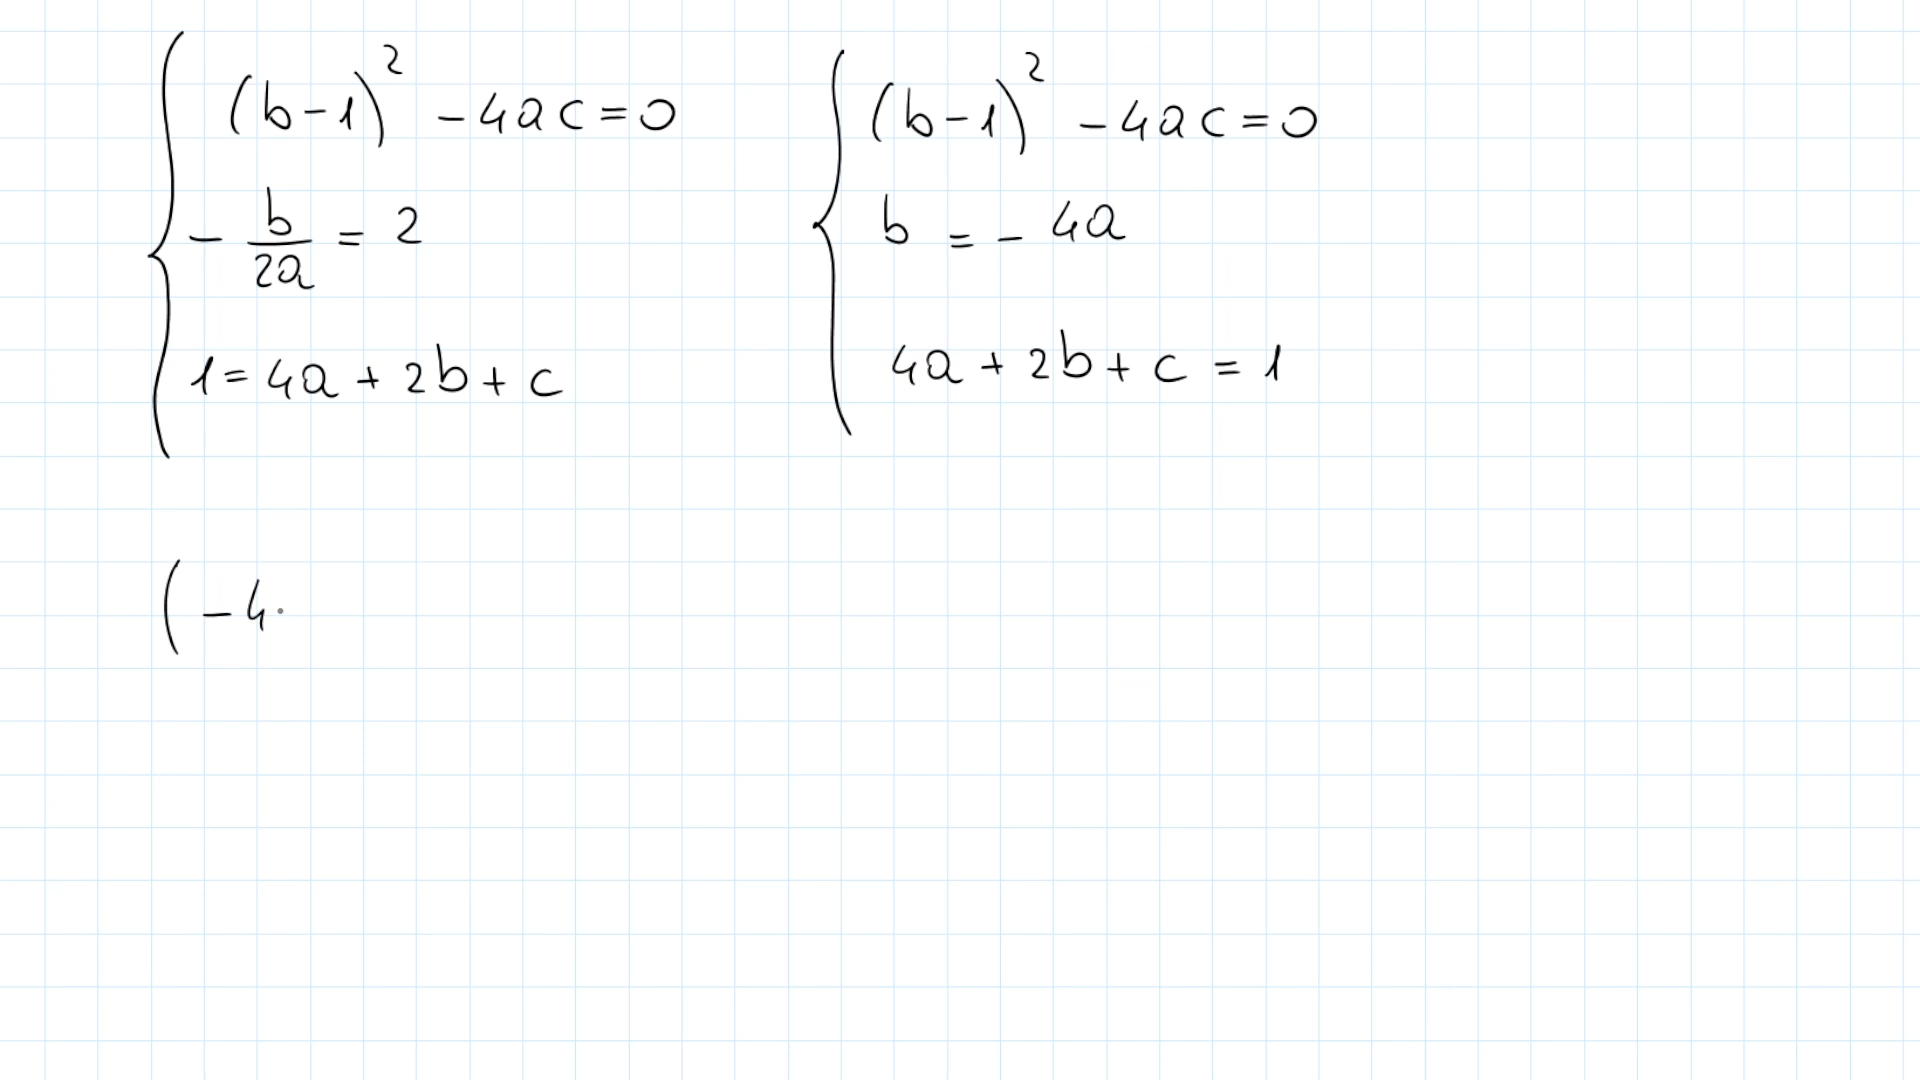 (b-1)² - 4ac = 0
- b/2a = 2
1 = 4a + 2b + c
(b-1)² - 4ac = 0
b = - 4a
4a + 2b + c = 1
( - 4